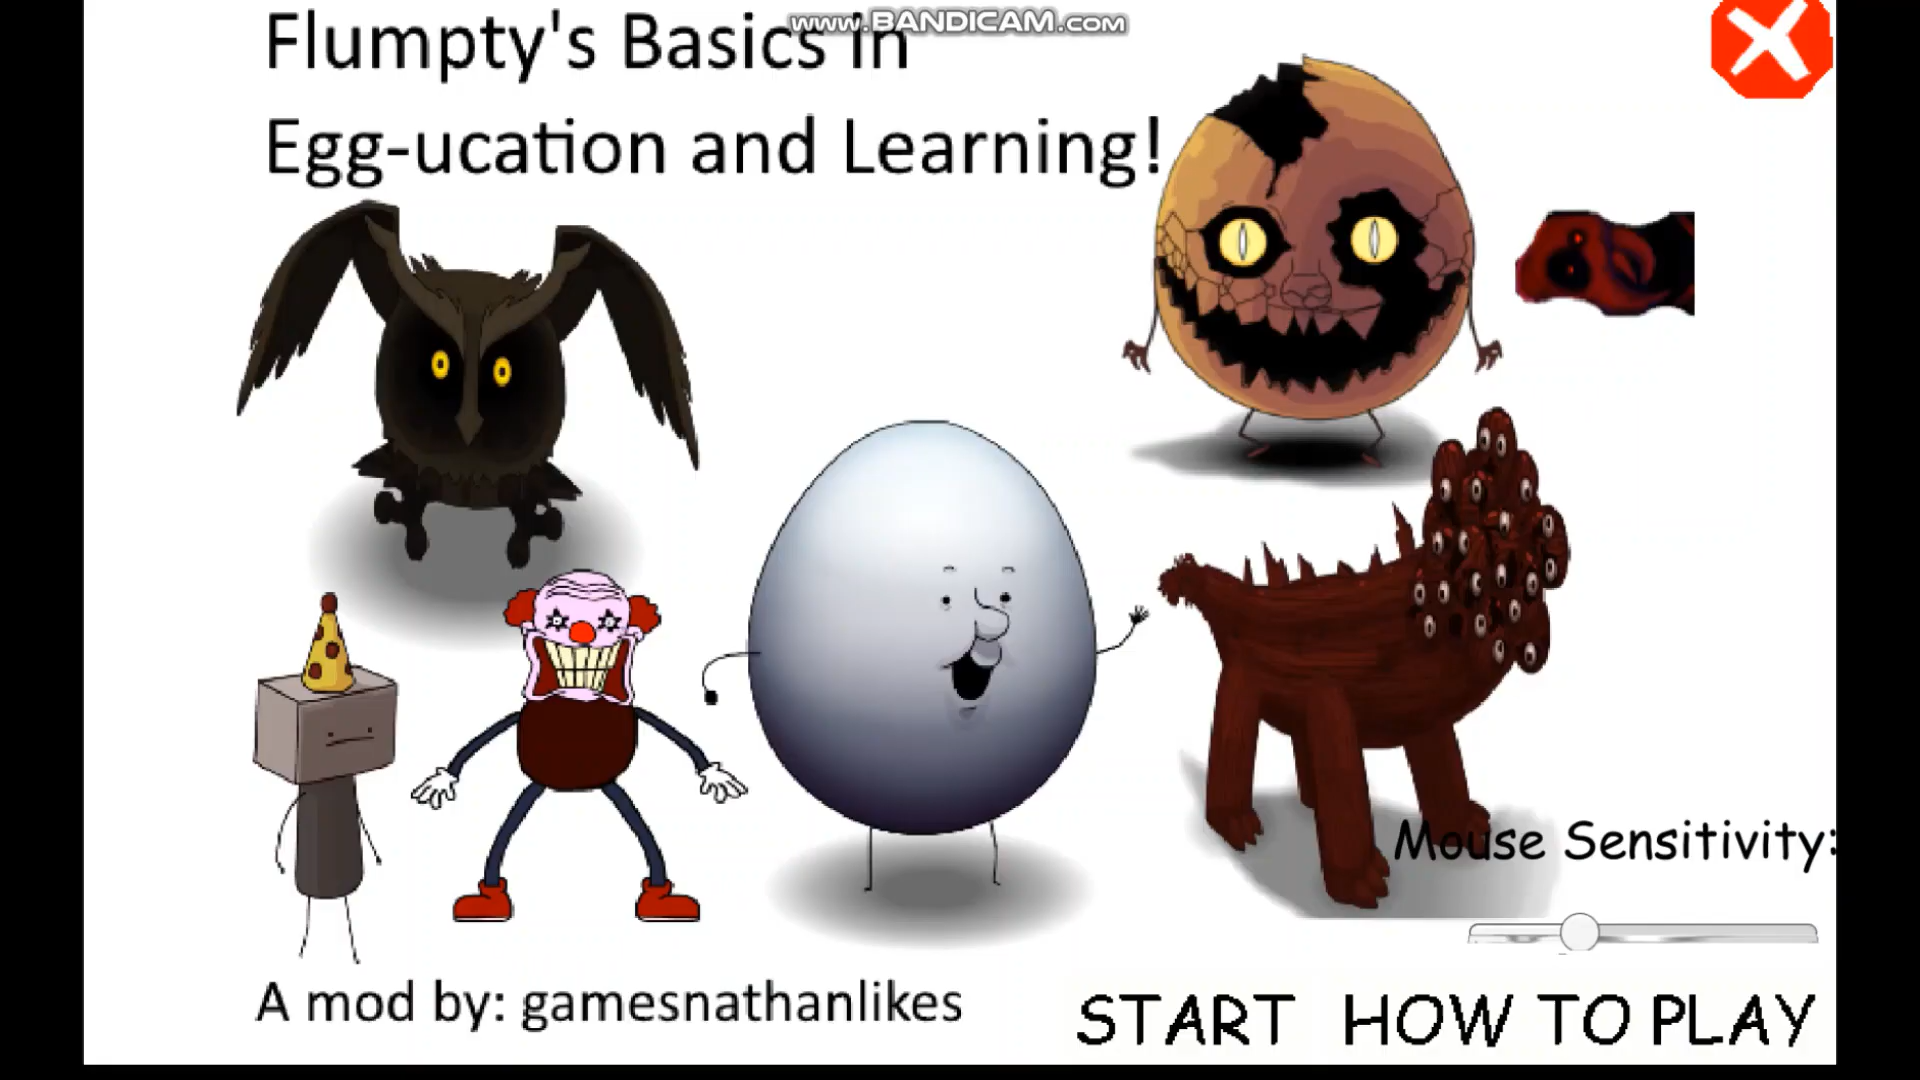 www.BANDICAM.com
Flumpty's Basics in
Egg-ucation and Learning!
Mouse Sensitivity:
A mod by: gamesnathanlikes
START HOW TO PLAY